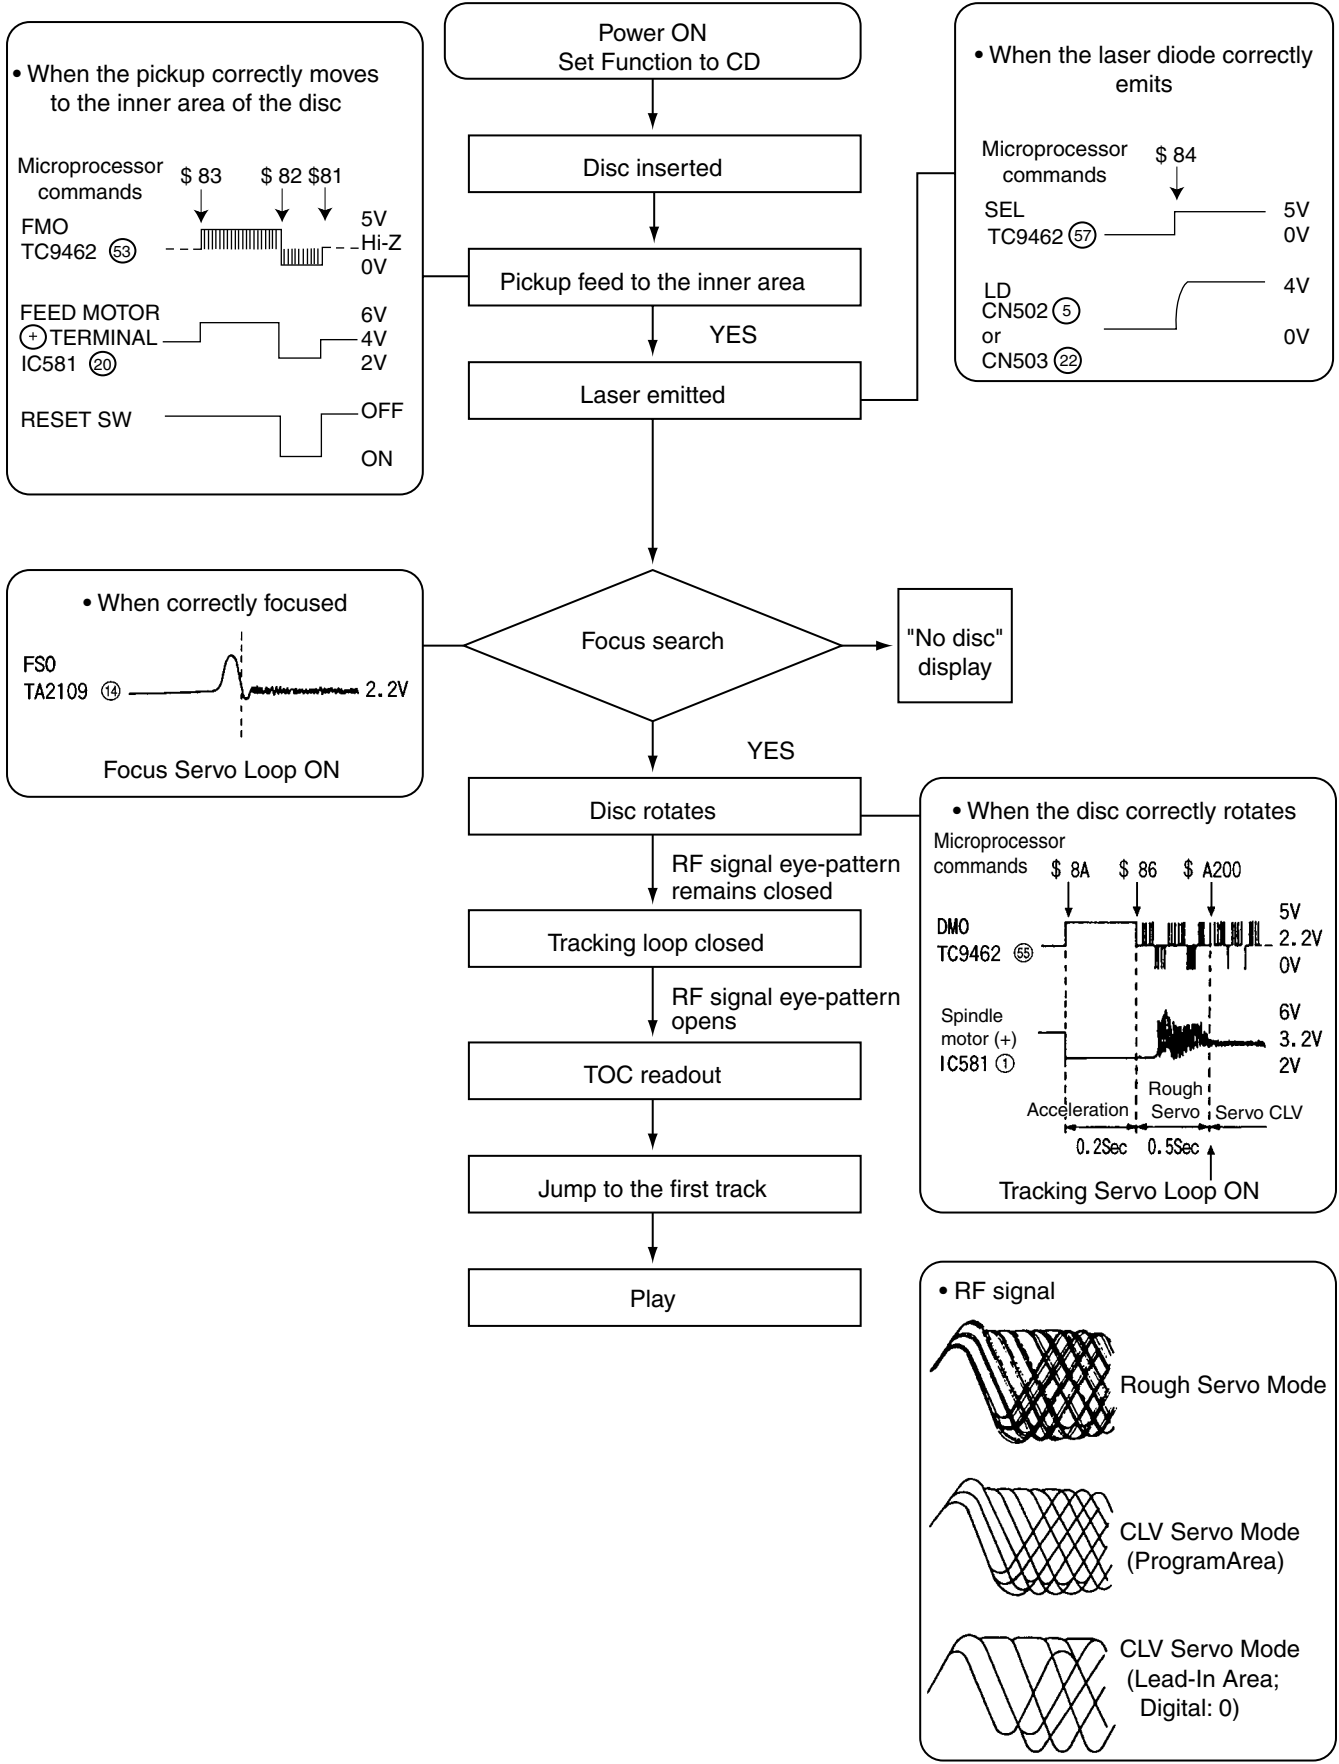 Power ON
Set Function to CD
• When the pickup correctly moves
to the inner area of the disc
Microprocessor
commands
$ 83 $ 82 $81
FMO
TC9462 53
5V
Hi-Z
0V
FEED MOTOR
+ TERMINAL
IC581 20
6V
4V
2V
RESET SW
OFF
ON
Disc inserted
Pickup feed to the inner area
YES
Laser emitted
• When the laser diode correctly
emits
Microprocessor
commands
$ 84
SEL
TC9462 57
5V
0V
LD
CN502 5
or
CN503 22
4V
0V
• When correctly focused
FSO
TA2109 14
2.2V
Focus Servo Loop ON
Focus search
"No disc"
display
YES
Disc rotates
RF signal eye-pattern
remains closed
Tracking loop closed
RF signal eye-pattern
opens
TOC readout
Jump to the first track
Play
• When the disc correctly rotates
Microprocessor
commands
$ 8A $ 86 $ A200
DMO
TC9462 55
5V
2.2V
0V
Spindle
motor (+)
IC581 1
6V
3.2V
2V
Acceleration
Rough
Servo
Servo CLV
0.2Sec 0.5Sec
Tracking Servo Loop ON
• RF signal
Rough Servo Mode
CLV Servo Mode
(ProgramArea)
CLV Servo Mode
(Lead-In Area;
Digital: 0)